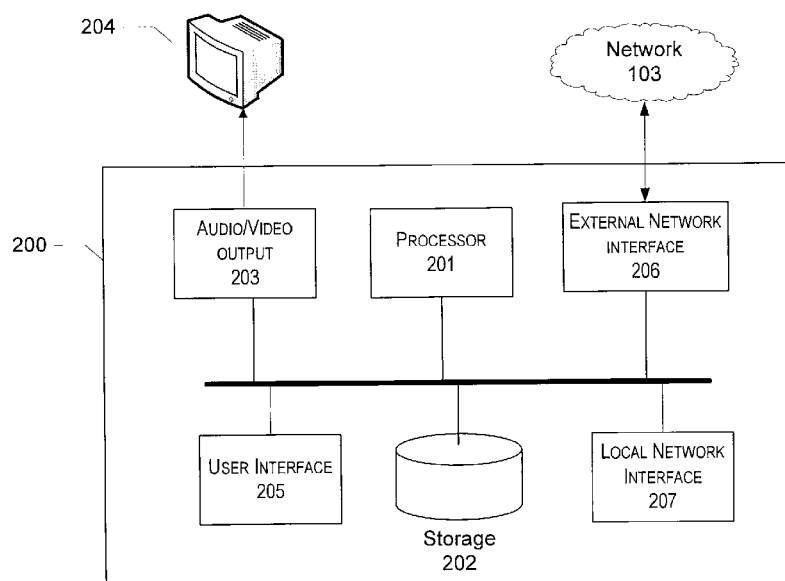 204
Network
103
200
AUDIO/VIDEO
OUTPUT
203
PROCESSOR
201
EXTERNAL NETWORK
INTERFACE
206
USER INTERFACE
205
Storage
202
LOCAL NETWORK
INTERFACE
207